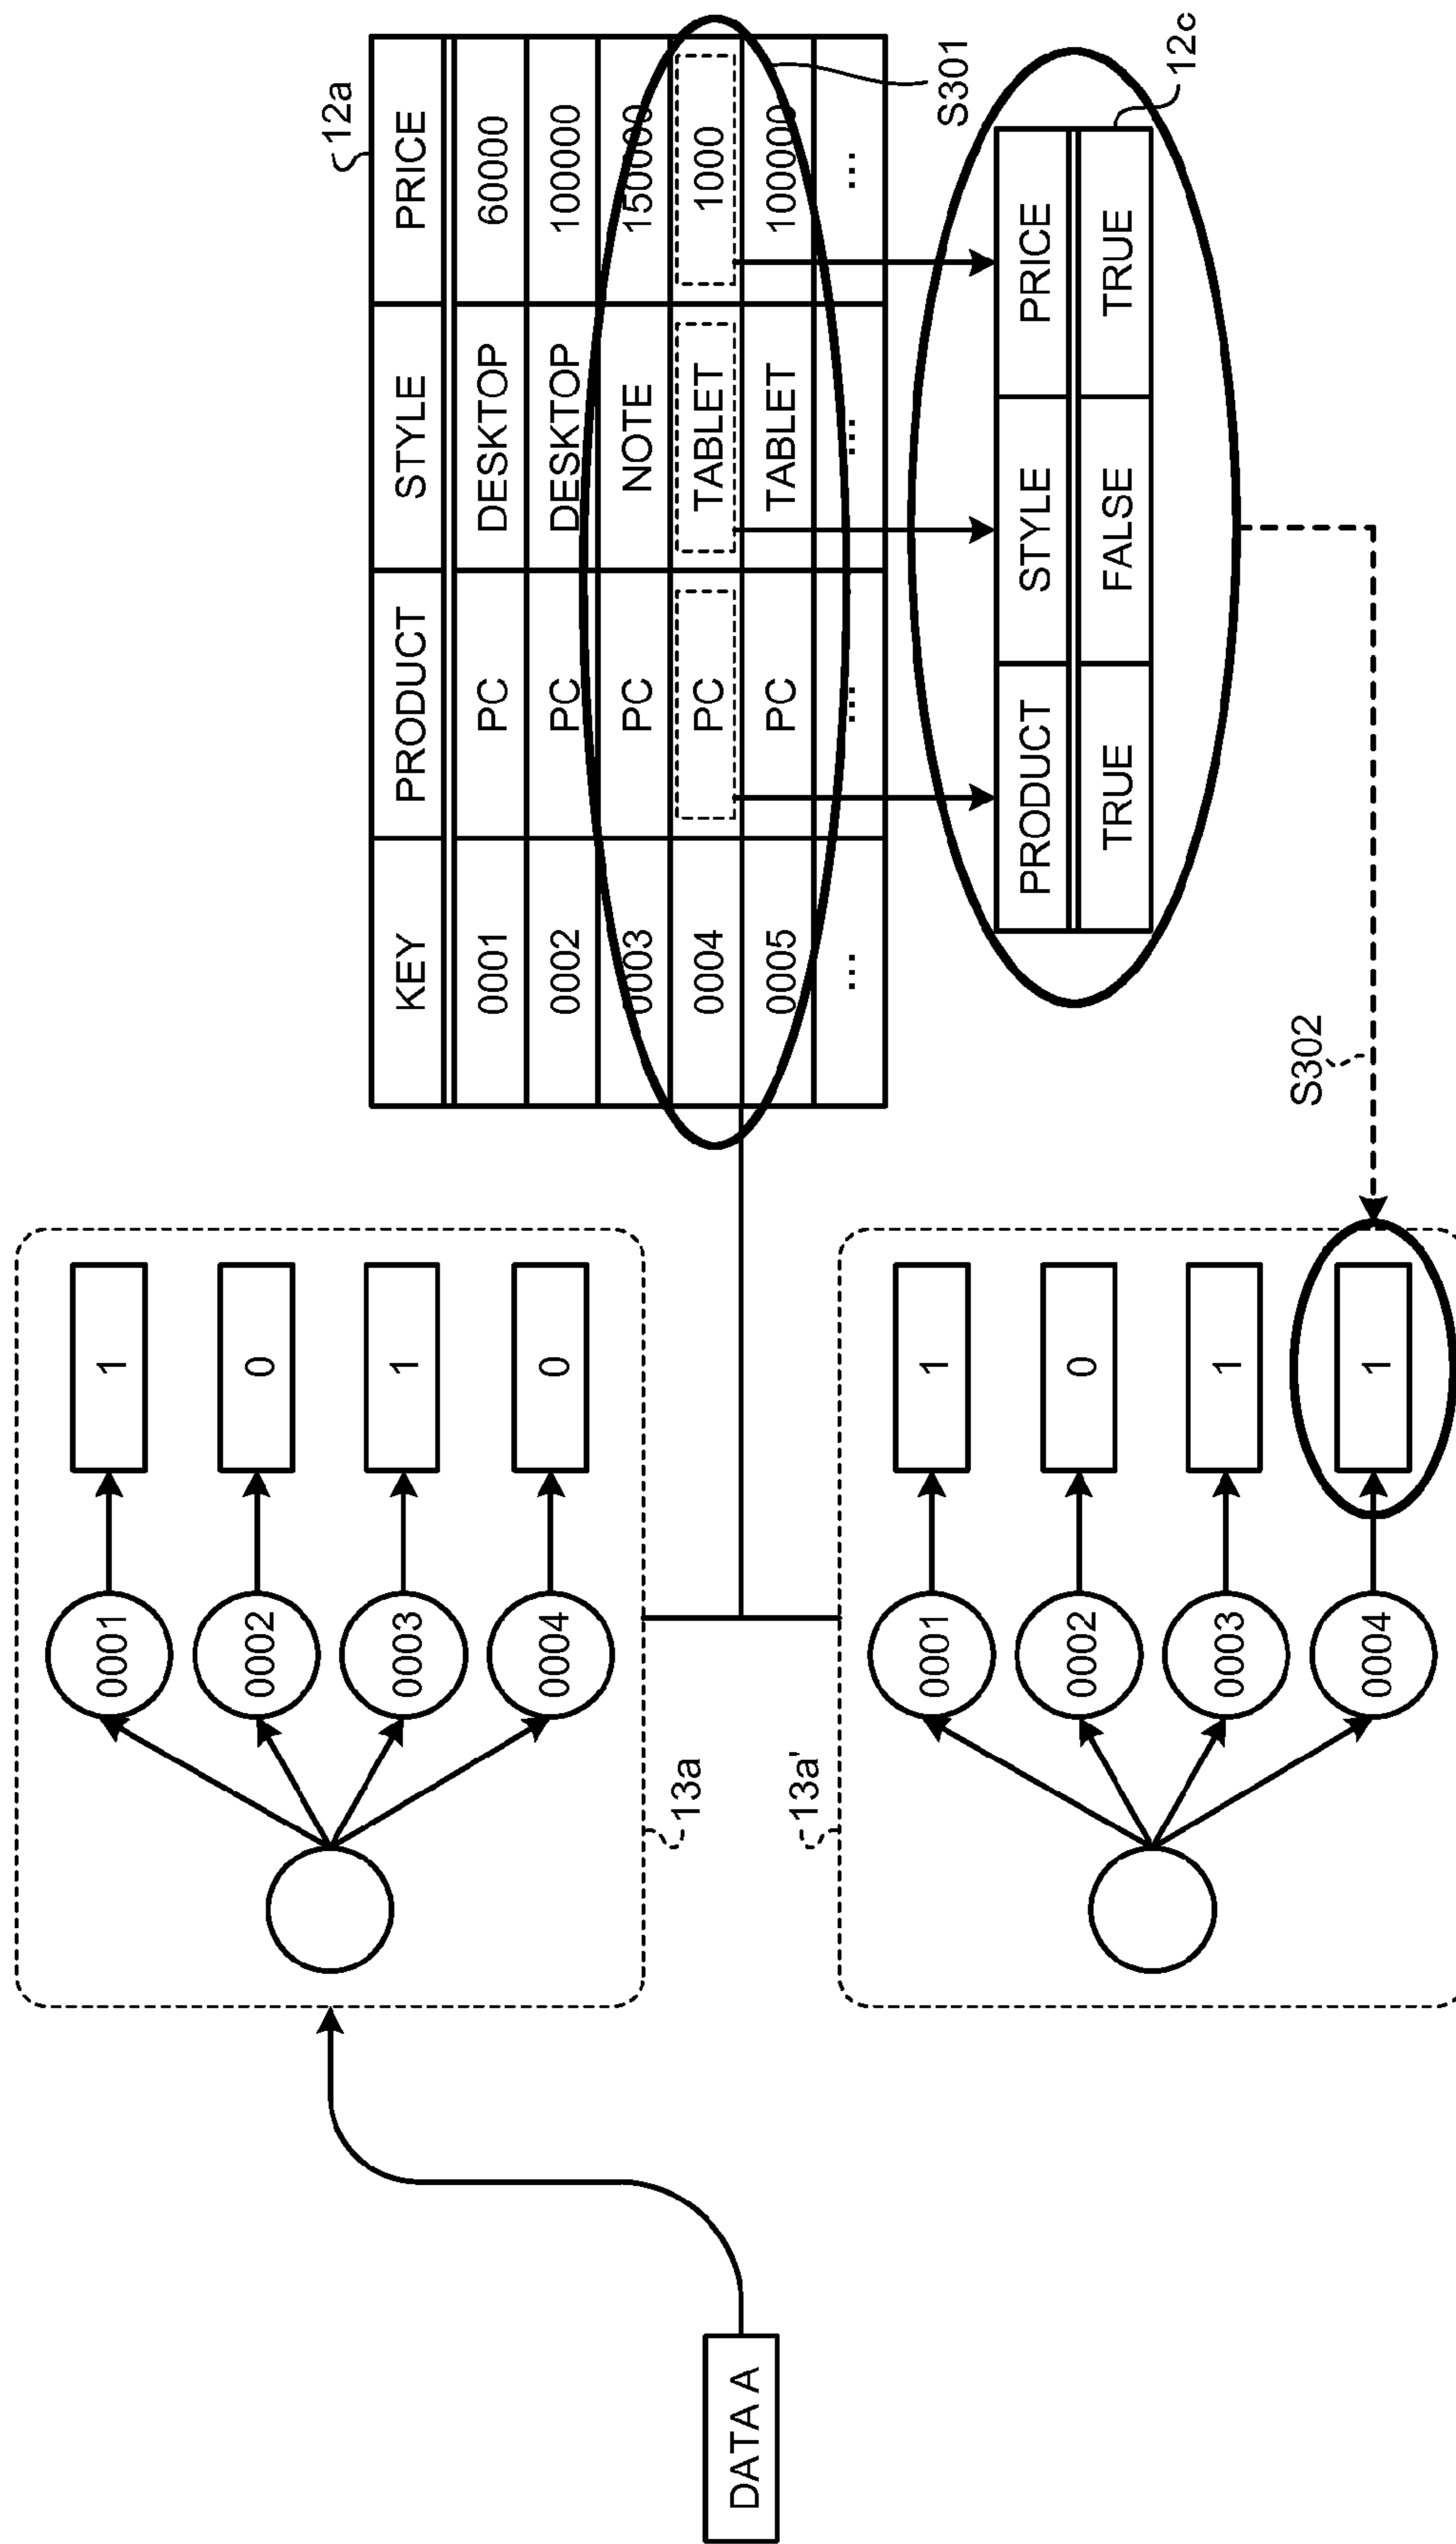 DATA A
13a
0001 1
0002 0
0003 1
0004 0
13a'
0001 1
0002 0
0003 1
0004 1
12a
KEY PRODUCT STYLE PRICE
0001 PC DESKTOP 60000
0002 PC DESKTOP 100000
0003 PC NOTE 150000
0004 PC TABLET 1000
0005 PC TABLET 100000
... ... ... ...
S301
PRODUCT STYLE PRICE
TRUE FALSE TRUE
12c
S302